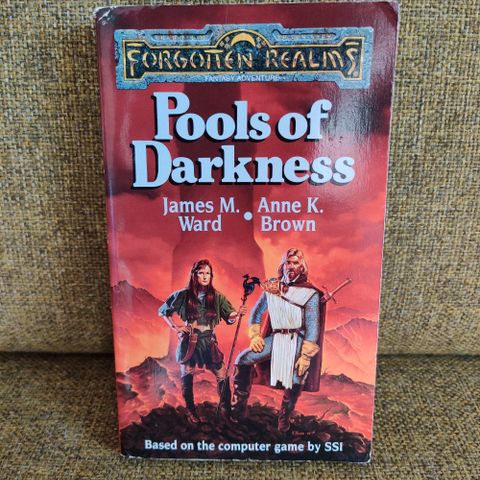 FORGOTTEN REALMS
FANTASY ADVENTURE
Pools of
Darkness
James M. Anne K.
Ward • Brown
Based on the computer game by SSI